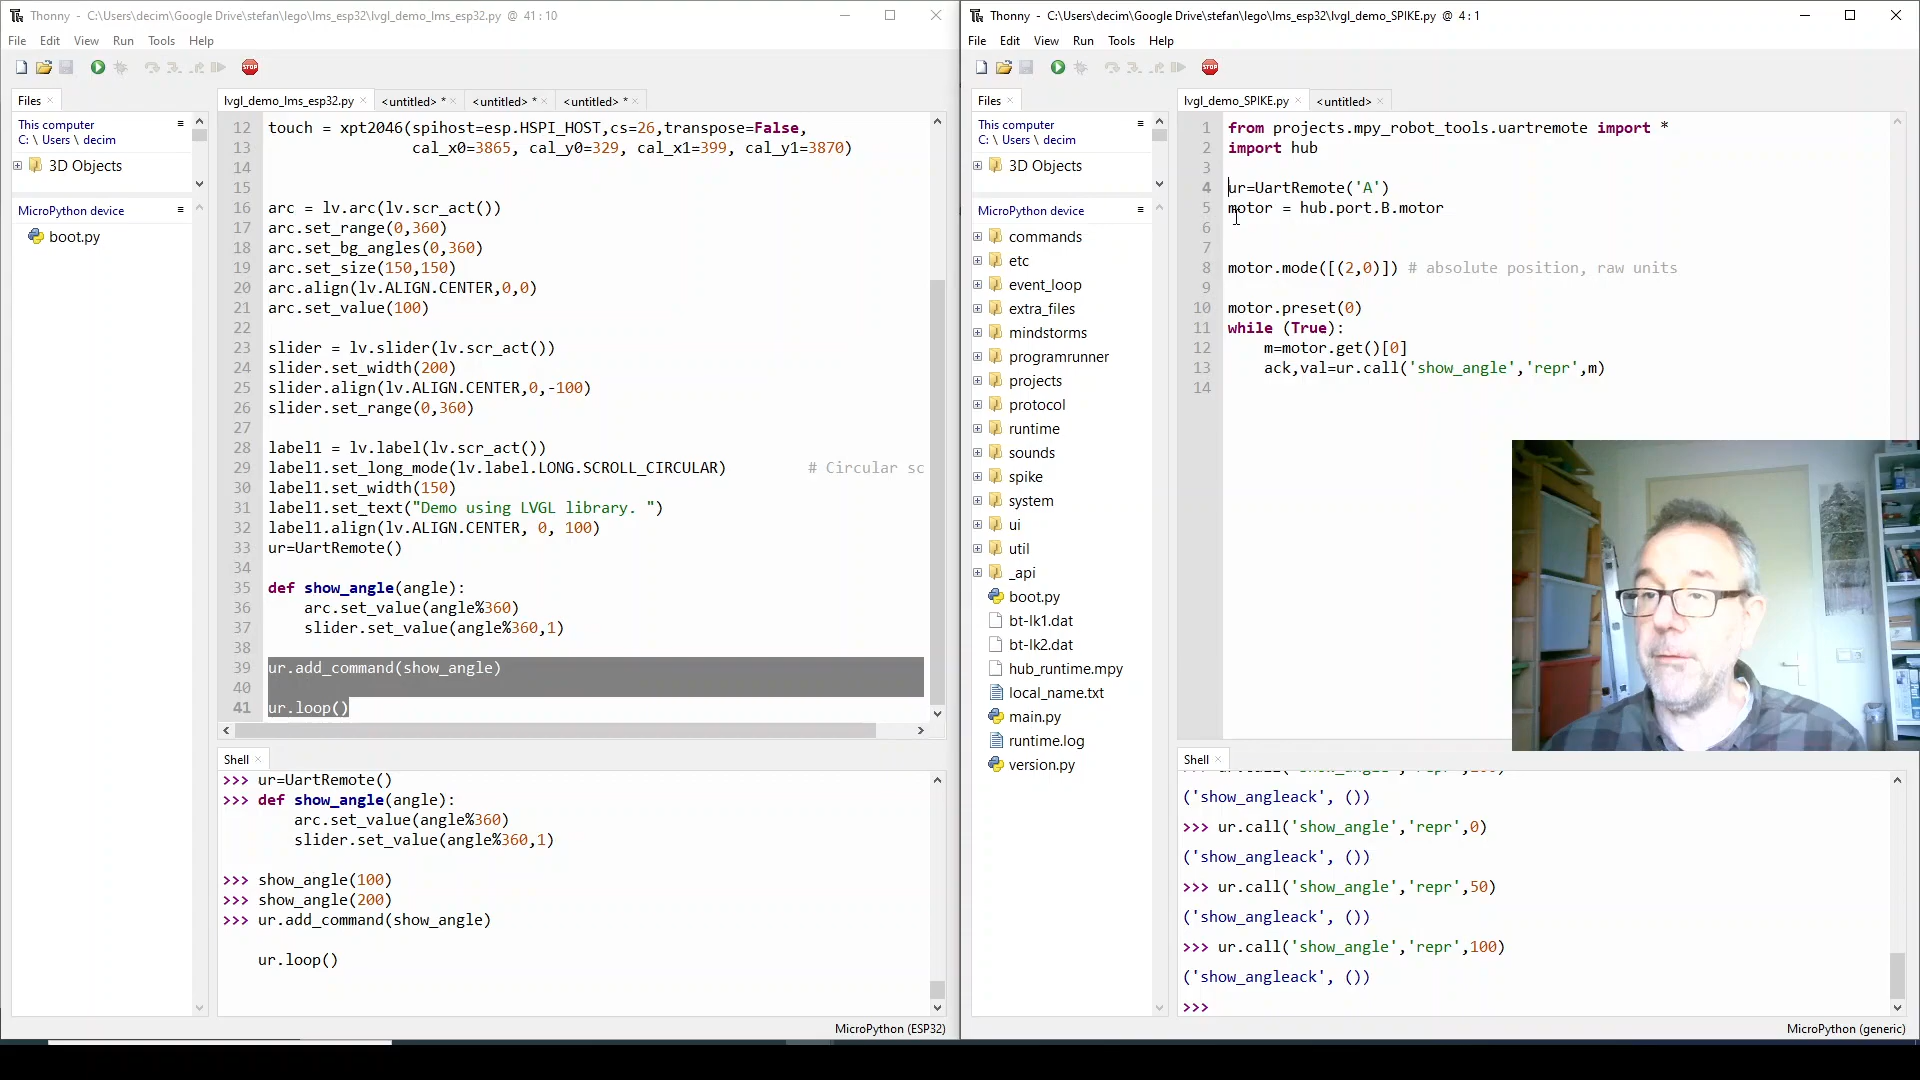 Thonny - C:\Users\decim\Google Drive\stefan\lego\lms_esp32\lvgl_demo_lms_esp32.py @ 41 : 10
File Edit View Run Tools Help
STOP
Files
This computer
C: \ Users \ decim
3D Objects
MicroPython device
boot.py
lvgl_demo_lms_esp32.py
<untitled> *
<untitled> *
<untitled> *
12 touch = xpt2046(spihost=esp.HSPI_HOST,cs=26,transpose=False,
13 cal_x0=3865, cal_y0=329, cal_x1=399, cal_y1=3870)
14
15
16 arc = lv.arc(lv.scr_act())
17 arc.set_range(0,360)
18 arc.set_bg_angles(0,360)
19 arc.set_size(150,150)
20 arc.align(lv.ALIGN.CENTER,0,0)
21 arc.set_value(100)
22
23 slider = lv.slider(lv.scr_act())
24 slider.set_width(200)
25 slider.align(lv.ALIGN.CENTER,0,-100)
26 slider.set_range(0,360)
27
28 label1 = lv.label(lv.scr_act())
29 label1.set_long_mode(lv.label.LONG.SCROLL_CIRCULAR) # Circular sc
30 label1.set_width(150)
31 label1.set_text("Demo using LVGL library. ")
32 label1.align(lv.ALIGN.CENTER, 0, 100)
33 ur=UartRemote()
34
35 def show_angle(angle):
36 arc.set_value(angle%360)
37 slider.set_value(angle%360,1)
38
39 ur.add_command(show_angle)
40
41 ur.loop()
Shell
>>> ur=UartRemote()
>>> def show_angle(angle):
arc.set_value(angle%360)
slider.set_value(angle%360,1)
>>> show_angle(100)
>>> show_angle(200)
>>> ur.add_command(show_angle)
ur.loop()
MicroPython (ESP32)
Thonny - C:\Users\decim\Google Drive\stefan\lego\lms_esp32\lvgl_demo_SPIKE.py @ 4 : 1
File Edit View Run Tools Help
STOP
Files
This computer
C: \ Users \ decim
3D Objects
MicroPython device
commands
etc
event_loop
extra_files
mindstorms
programrunner
projects
protocol
runtime
sounds
spike
system
ui
util
_api
boot.py
bt-lk1.dat
bt-lk2.dat
hub_runtime.mpy
local_name.txt
main.py
runtime.log
version.py
lvgl_demo_SPIKE.py
<untitled>
1 from projects.mpy_robot_tools.uartremote import *
2 import hub
3
4 ur=UartRemote('A')
5 motor = hub.port.B.motor
6
7
8 motor.mode([(2,0)]) # absolute position, raw units
9
10 motor.preset(0)
11 while (True):
12 m=motor.get()[0]
13 ack,val=ur.call('show_angle','repr',m)
14
Shell
('show_angleack', ())
>>> ur.call('show_angle','repr',0)
('show_angleack', ())
>>> ur.call('show_angle','repr',50)
('show_angleack', ())
>>> ur.call('show_angle','repr',100)
('show_angleack', ())
>>>
MicroPython (generic)